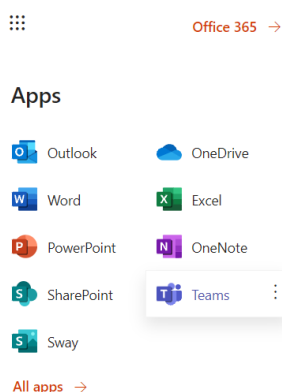 Office 365 →
Apps
Outlook
OneDrive
Word
Excel
PowerPoint
OneNote
SharePoint
Teams
Sway
All apps →